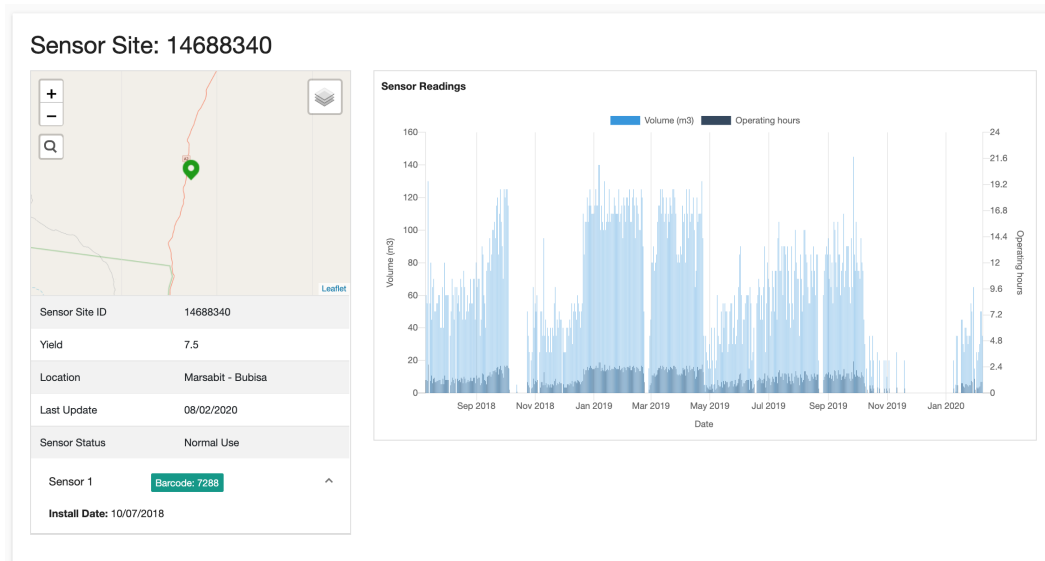 Sensor Site: 14688340
+
−
Leaflet
Sensor Site ID 14688340
Yield 7.5
Location Marsabit - Bubisa
Last Update 08/02/2020
Sensor Status Normal Use
Sensor 1 Barcode: 7288
Install Date: 10/07/2018
Sensor Readings
Volume (m3) Operating hours
160 24
140 21.6
120 19.2
16.8
100 14.4
80 12
9.6
60 7.2
40 4.8
20 2.4
0 0
Volume (m3)
Operating hours
Sep 2018 Nov 2018 Jan 2019 Mar 2019 May 2019 Jul 2019 Sep 2019 Nov 2019 Jan 2020
Date